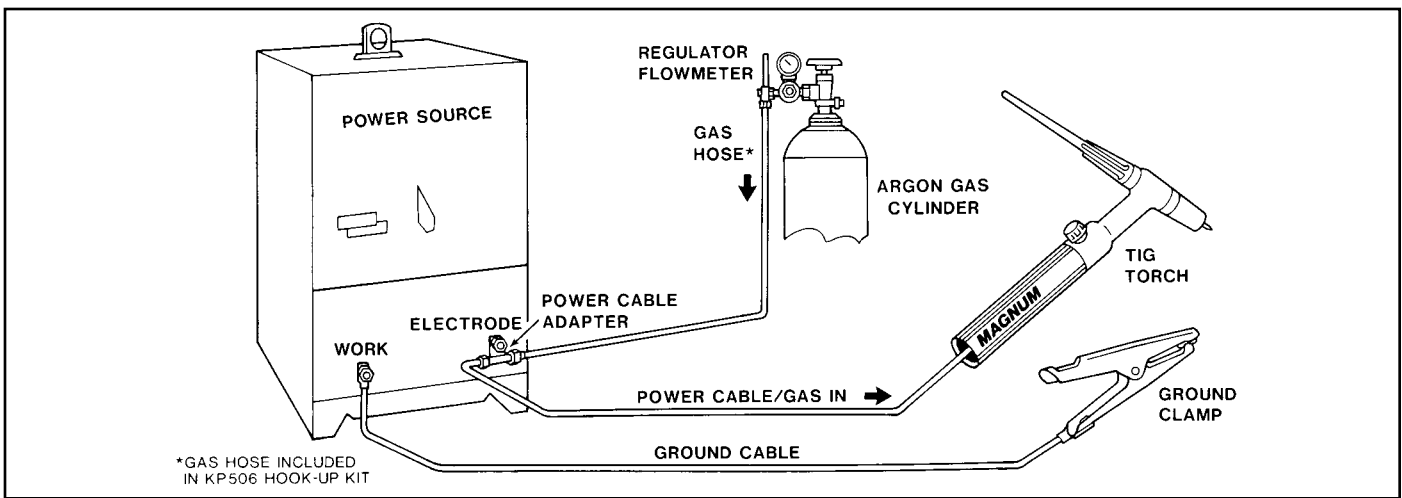 REGULATOR
FLOWMETER
POWER SOURCE
GAS
HOSE*
ARGON GAS
CYLINDER
TIG
TORCH
MAGNUM
POWER CABLE
ADAPTER
ELECTRODE
WORK
POWER CABLE/GAS IN
GROUND
CLAMP
GROUND CABLE
*GAS HOSE INCLUDED
IN KP506 HOOK-UP KIT